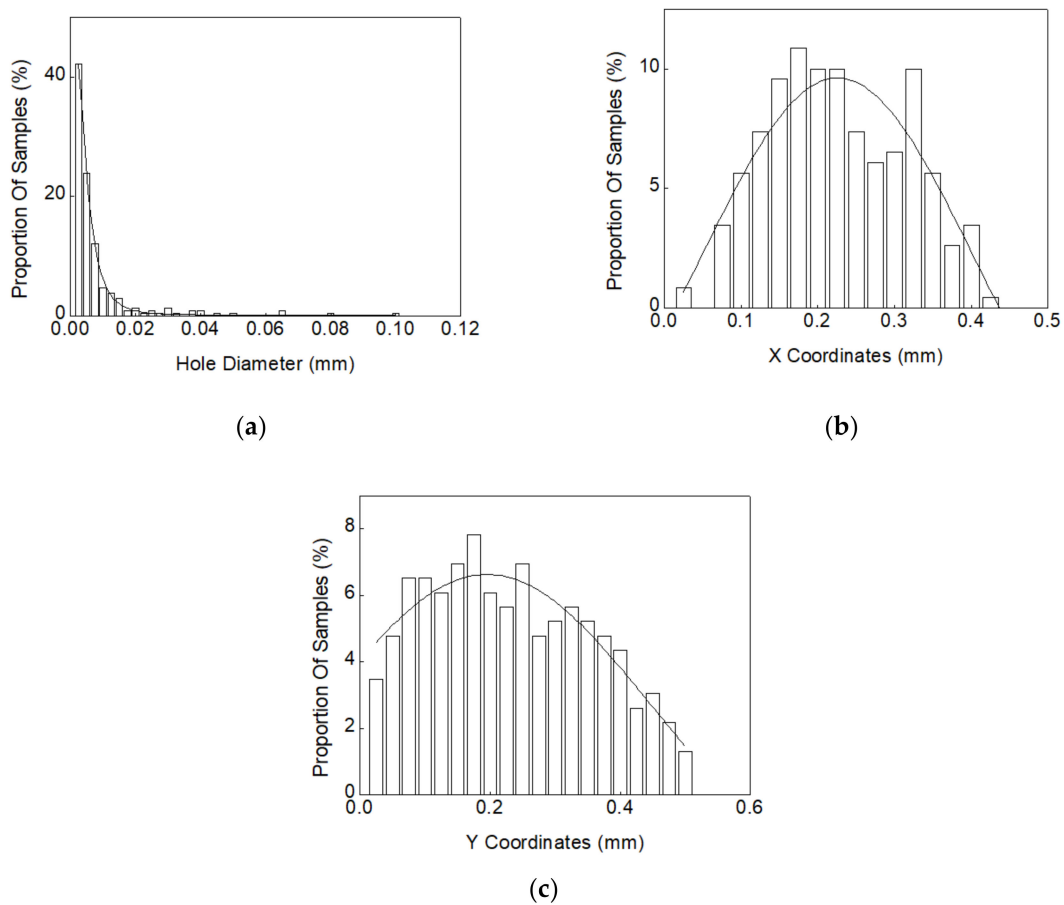 Proportion Of Samples (%)
40
20
0
0.00 0.02 0.04 0.06 0.08 0.10 0.12
Hole Diameter (mm)
(a)
Proportion Of Samples (%)
10
5
0
0.0 0.1 0.2 0.3 0.4 0.5
X Coordinates (mm)
(b)
Proportion Of Samples (%)
8
6
4
2
0
0.0 0.2 0.4 0.6
Y Coordinates (mm)
(c)